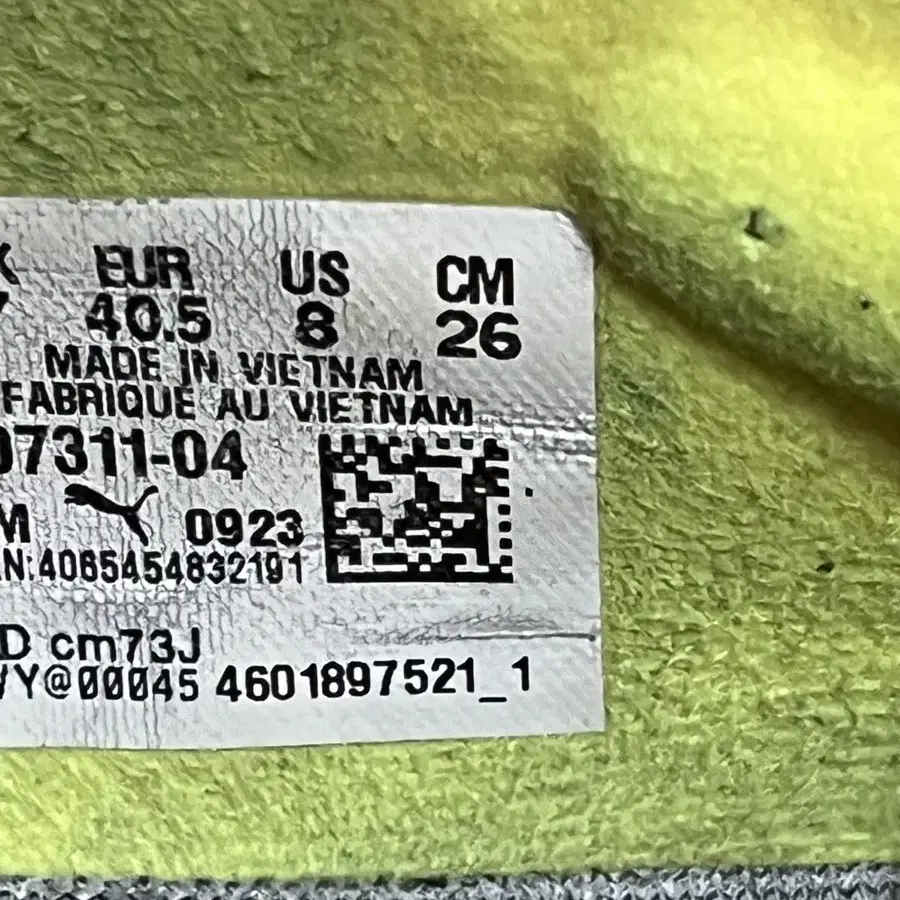 EUR US CM
40.5 8 26
MADE IN VIETNAM
FABRIQUE AU VIETNAM
07311-04
M 0923
N:4065454832191
D cm73J
VY@00045 4601897521_1